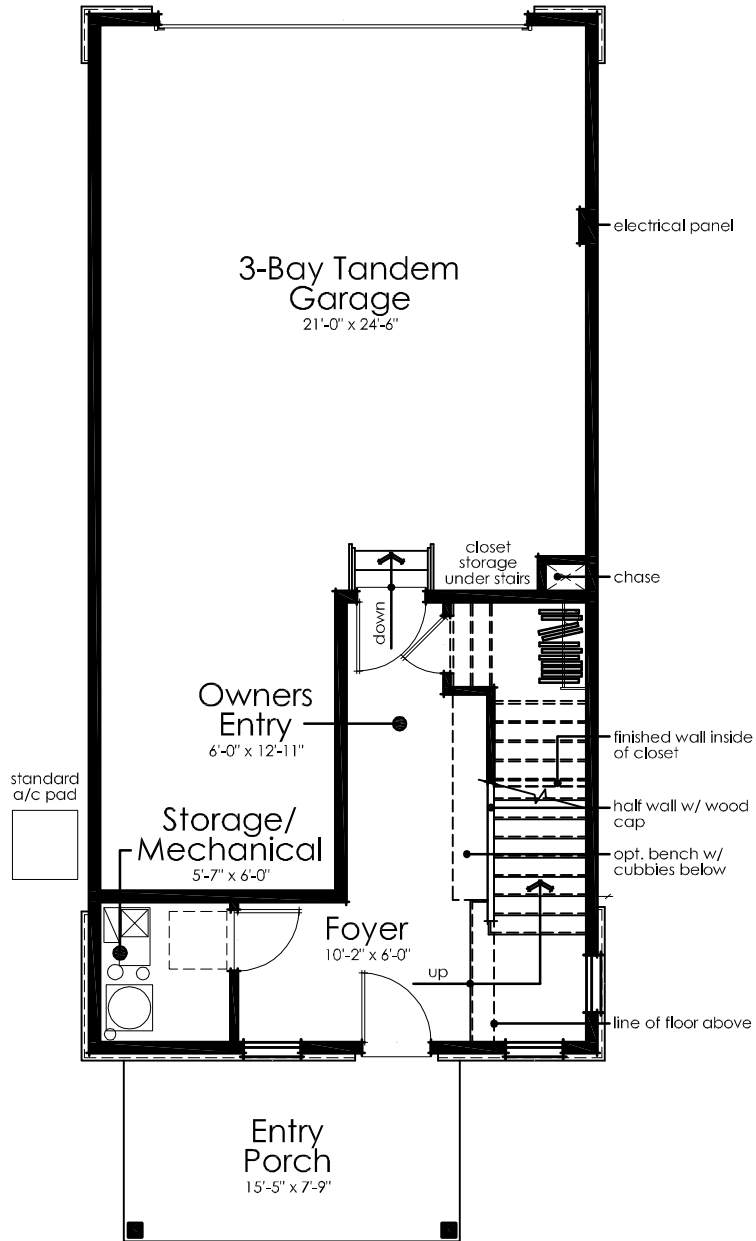 electrical panel
3-Bay Tandem
Garage
21'-0" x 24'-6"
closet
storage
under stairs
chase
down
Owners
Entry
6'-0" x 12'-11"
finished wall inside
of closet
standard
a/c pad
half wall w/ wood
cap
Storage/
Mechanical
5'-7" x 6'-0"
opt. bench w/
cubbies below
Foyer
10'-2" x 6'-0"
up
line of floor above
Entry
Porch
15'-5" x 7'-9"